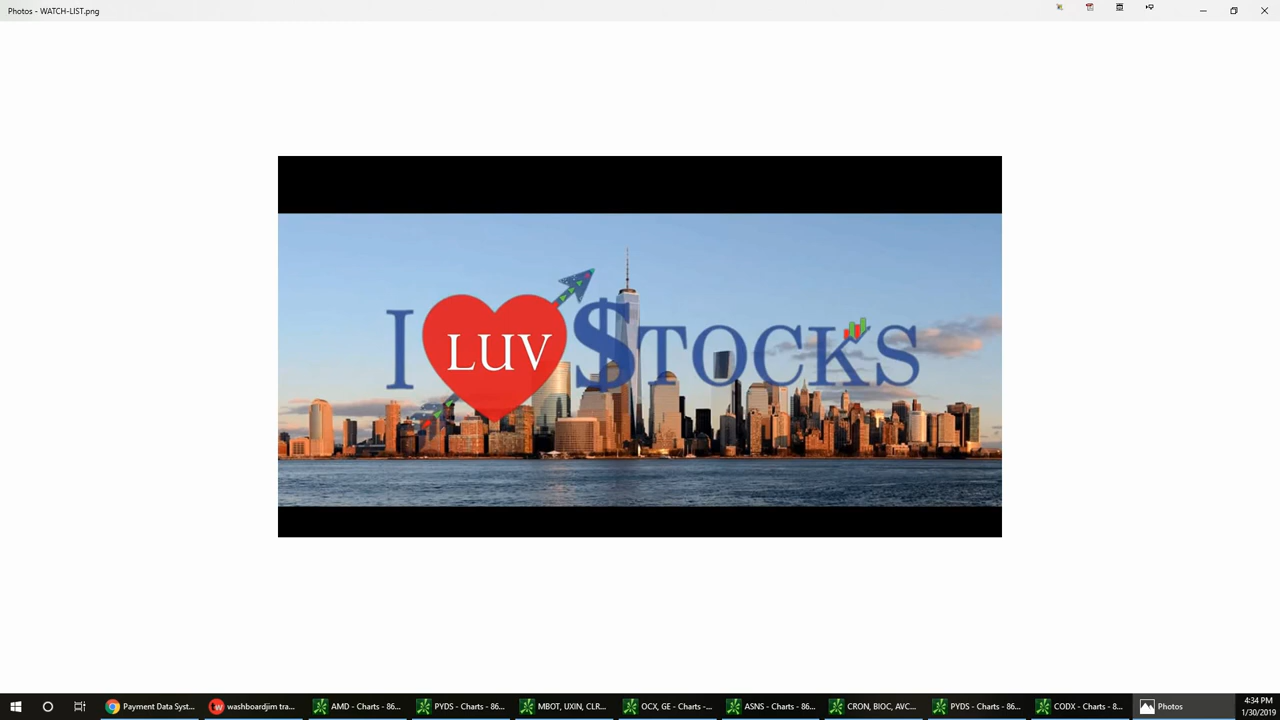 Photos - WATCH-LIST.png
I LUV $TOCKS
Payment Data Syst...
washboardjim tra...
AMD - Charts - 86...
PYDS - Charts - 86...
MBOT, UXIN, CLR...
OCX, GE - Charts -...
ASNS - Charts - 86...
CRON, BIOC, AVC...
PYDS - Charts - 86...
CODX - Charts - 8...
Photos
4:34 PM
1/30/2019